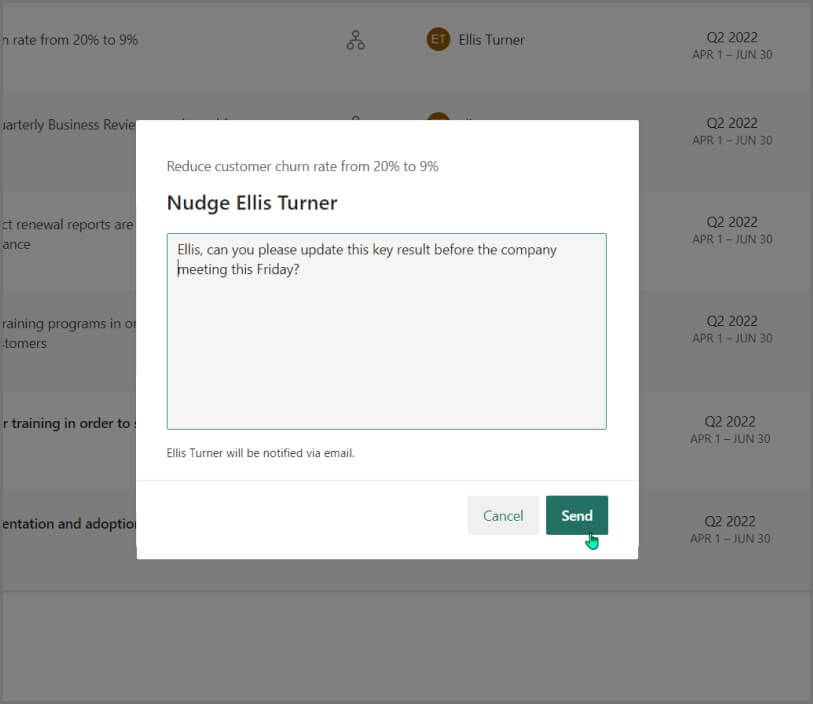 n rate from 20% to 9%
ET Ellis Turner
Q2 2022
APR 1 – JUN 30
uarterly Business Revie
Q2 2022
APR 1 – JUN 30
Reduce customer churn rate from 20% to 9%
Nudge Ellis Turner
Ellis, can you please update this key result before the company
meeting this Friday?
Ellis Turner will be notified via email.
Cancel
Send
ct renewal reports are
ance
Q2 2022
APR 1 – JUN 30
raining programs in or
stomers
Q2 2022
APR 1 – JUN 30
r training in order to s
Q2 2022
APR 1 – JUN 30
entation and adoption
Q2 2022
APR 1 – JUN 30